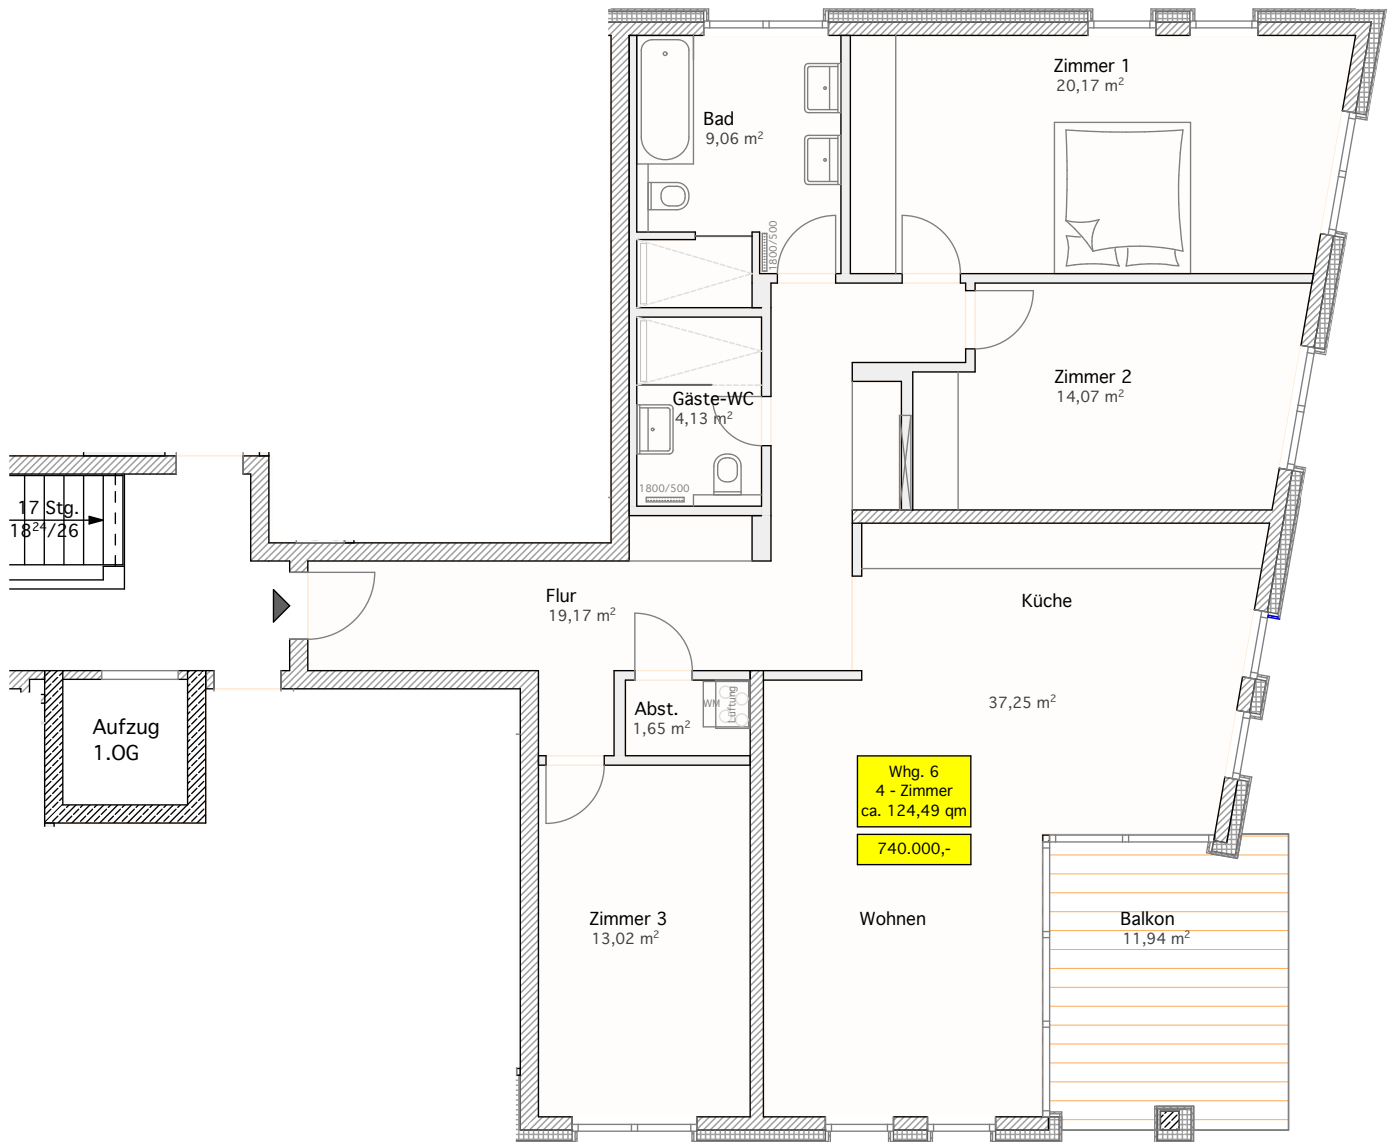 Zimmer 1
20,17 m²
Bad
9,06 m²
1800/500
Zimmer 2
14,07 m²
Gäste-WC
4,13 m²
1800/500
17 Stg.
18²⁴/26
Flur
19,17 m²
Küche
37,25 m²
Abst.
1,65 m²
WM
Lüftung
Aufzug
1.OG
Whg. 6
4 - Zimmer
ca. 124,49 qm
740.000,-
Zimmer 3
13,02 m²
Wohnen
Balkon
11,94 m²